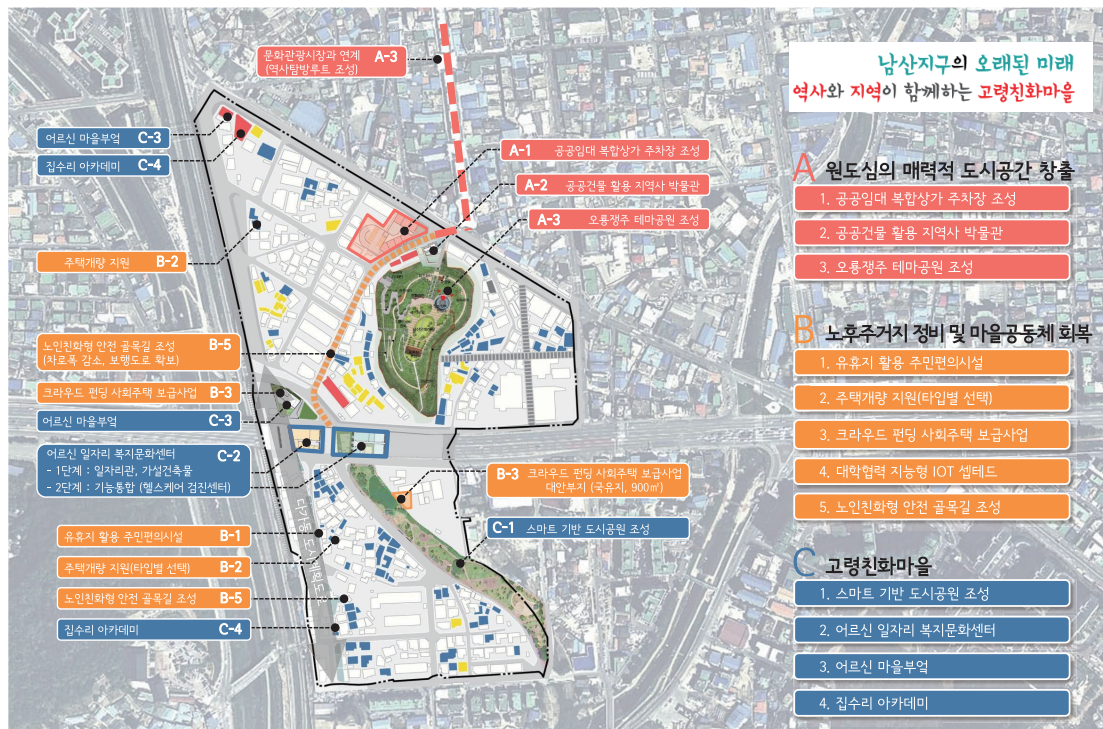 남산지구의 오래된 미래
역사와 지역이 함께하는 고령친화마을
문화관광시장과 연계 A-3
(역사탐방루트 조성)
어르신 마을부엌 C-3
집수리 아카데미 C-4
A-1 공공임대 복합상가 주차장 조성
A-2 공공건물 활용 지역사 박물관
A-3 오룡쟁주 테마공원 조성
주택개량 지원 B-2
노인친화형 안전 골목길 조성 B-5
(차로폭 감소, 보행도로 확보)
크라우드 펀딩 사회주택 보급사업 B-3
어르신 마을부엌 C-3
어르신 일자리 복지문화센터 C-2
- 1단계 : 일자리관, 가설건축물
- 2단계 : 기능통합 (헬스케어 검진센터)
B-3 크라우드 펀딩 사회주택 보급사업
대안부지 (국유지, 900㎡)
C-1 스마트 기반 도시공원 조성
유휴지 활용 주민편의시설 B-1
주택개량 지원(타입별 선택) B-2
노인친화형 안전 골목길 조성 B-5
집수리 아카데미 C-4
A 원도심의 매력적 도시공간 창출
1. 공공임대 복합상가 주차장 조성
2. 공공건물 활용 지역사 박물관
3. 오룡쟁주 테마공원 조성
B 노후주거지 정비 및 마을공동체 회복
1. 유휴지 활용 주민편의시설
2. 주택개량 지원(타입별 선택)
3. 크라우드 펀딩 사회주택 보급사업
4. 대학협력 지능형 IOT 셉테드
5. 노인친화형 안전 골목길 조성
C 고령친화마을
1. 스마트 기반 도시공원 조성
2. 어르신 일자리 복지문화센터
3. 어르신 마을부엌
4. 집수리 아카데미